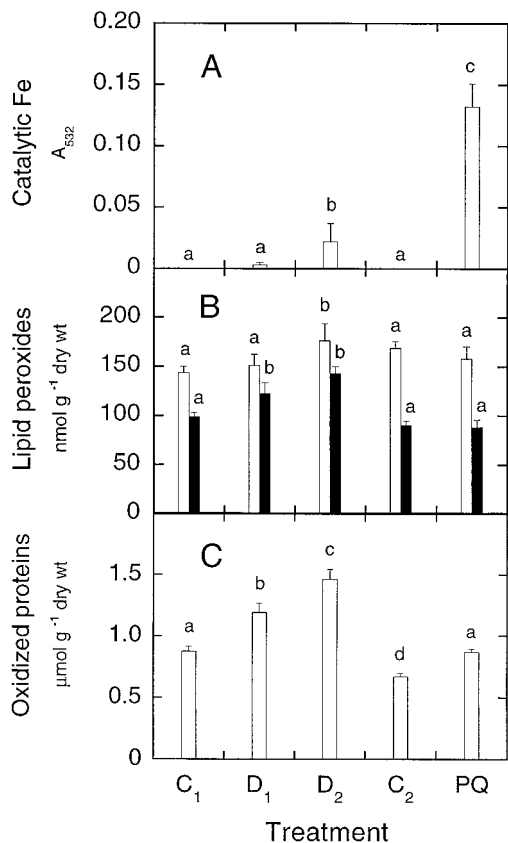 A
Catalytic Fe
A532
0.20
0.15
0.10
0.05
0
a a b a c
B
Lipid peroxides
nmol g -1 dry wt
200
150
100
50
0
a a a b b b a a a a
C
Oxidized proteins
µmol g -1 dry wt
1.5
1.0
0.5
0
a b c d a
C1 D1 D2 C2 PQ
Treatment